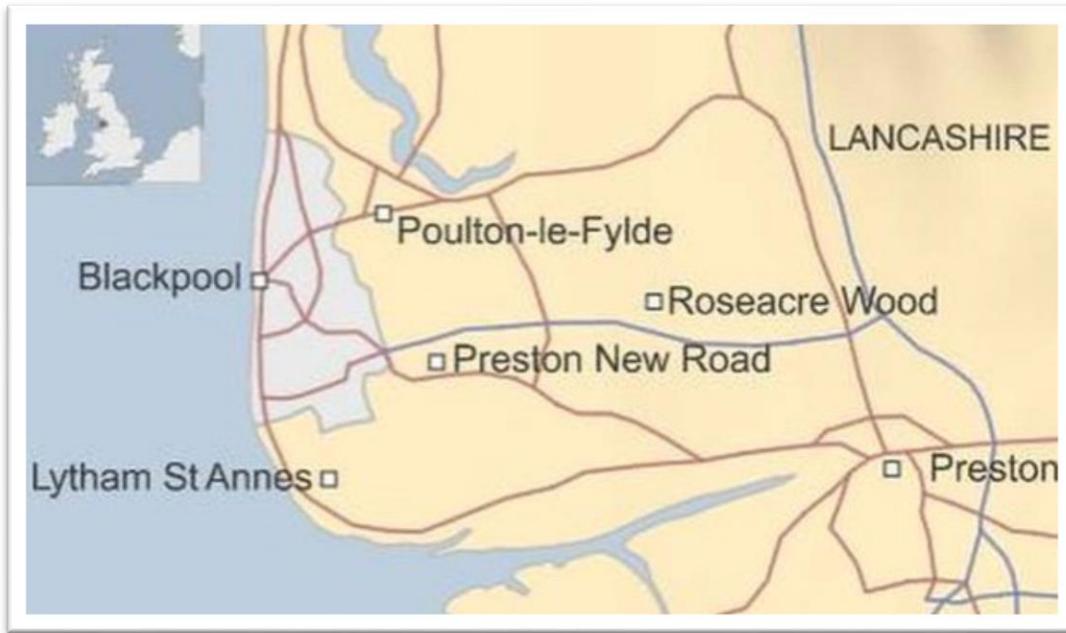 LANCASHIRE
Poulton-le-Fylde
Blackpool
Roseacre Wood
Preston New Road
Lytham St Annes
Preston